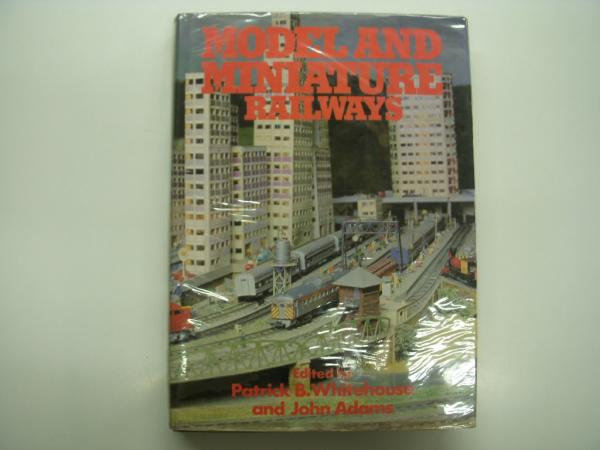 MODEL AND
MINIATURE
RAILWAYS
Edited by
Patrick B. Whitehouse
and John Adams